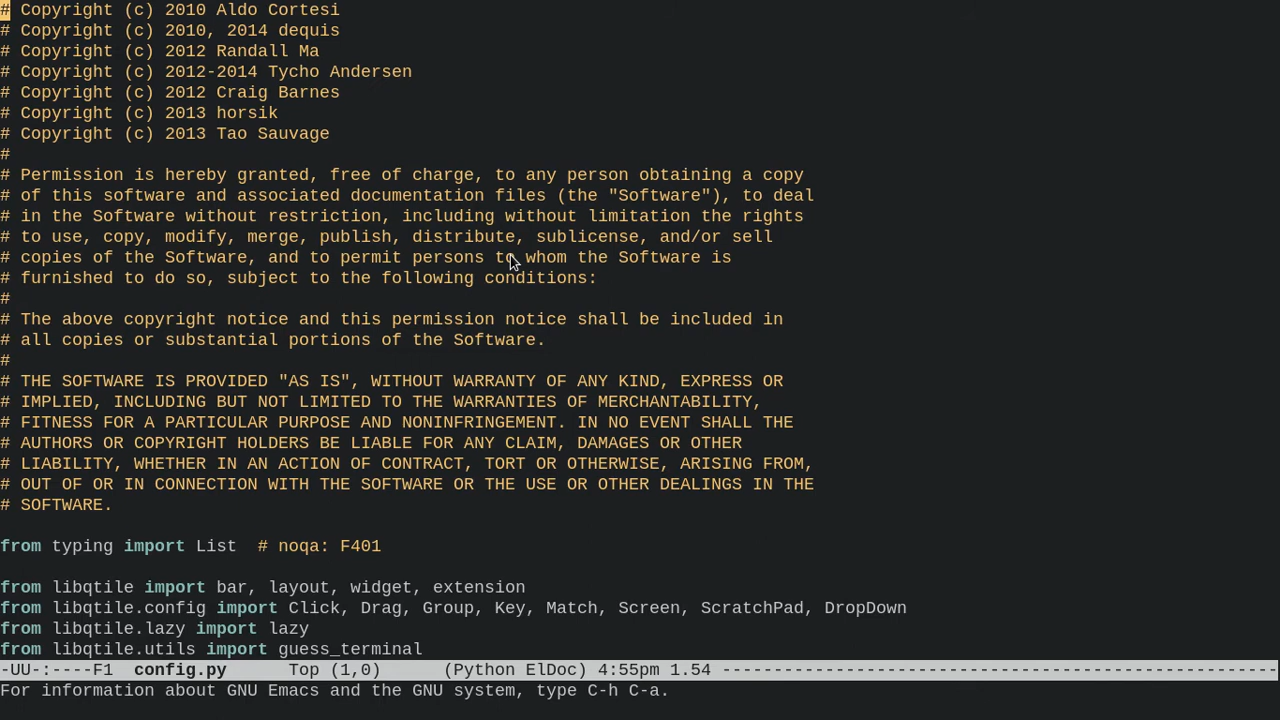 # Copyright (c) 2010 Aldo Cortesi
# Copyright (c) 2010, 2014 dequis
# Copyright (c) 2012 Randall Ma
# Copyright (c) 2012-2014 Tycho Andersen
# Copyright (c) 2012 Craig Barnes
# Copyright (c) 2013 horsik
# Copyright (c) 2013 Tao Sauvage
#
# Permission is hereby granted, free of charge, to any person obtaining a copy
# of this software and associated documentation files (the "Software"), to deal
# in the Software without restriction, including without limitation the rights
# to use, copy, modify, merge, publish, distribute, sublicense, and/or sell
# copies of the Software, and to permit persons to whom the Software is
# furnished to do so, subject to the following conditions:
#
# The above copyright notice and this permission notice shall be included in
# all copies or substantial portions of the Software.
#
# THE SOFTWARE IS PROVIDED "AS IS", WITHOUT WARRANTY OF ANY KIND, EXPRESS OR
# IMPLIED, INCLUDING BUT NOT LIMITED TO THE WARRANTIES OF MERCHANTABILITY,
# FITNESS FOR A PARTICULAR PURPOSE AND NONINFRINGEMENT. IN NO EVENT SHALL THE
# AUTHORS OR COPYRIGHT HOLDERS BE LIABLE FOR ANY CLAIM, DAMAGES OR OTHER
# LIABILITY, WHETHER IN AN ACTION OF CONTRACT, TORT OR OTHERWISE, ARISING FROM,
# OUT OF OR IN CONNECTION WITH THE SOFTWARE OR THE USE OR OTHER DEALINGS IN THE
# SOFTWARE.
from typing import List  # noqa: F401
from libqtile import bar, layout, widget, extension
from libqtile.config import Click, Drag, Group, Key, Match, Screen, ScratchPad, DropDown
from libqtile.lazy import lazy
from libqtile.utils import guess_terminal
-UU-:----F1  config.py      Top (1,0)      (Python ElDoc) 4:55pm 1.54 ------------------------------------------------------
For information about GNU Emacs and the GNU system, type C-h C-a.